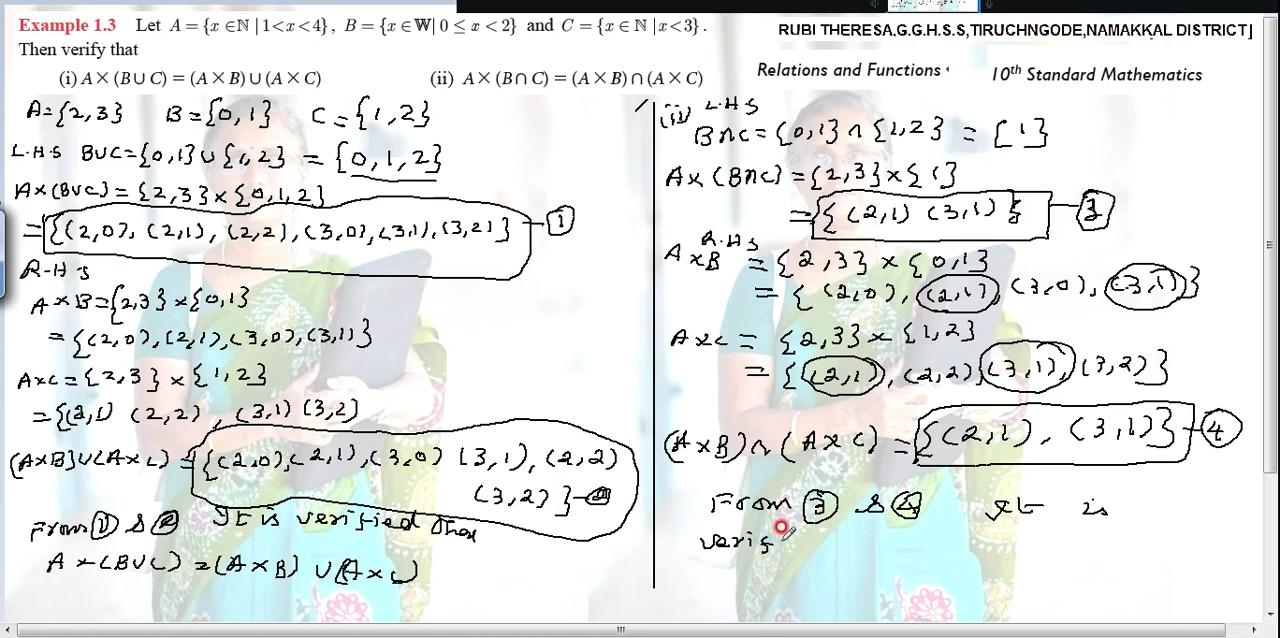 Example 1.3 Let A = {x ∈ ℕ | 1 < x < 4}, B = {x ∈ 𝕎 | 0 ≤ x < 2} and C = {x ∈ ℕ | x < 3}.
Then verify that
(i) A × (B ∪ C) = (A × B) ∪ (A × C) (ii) A × (B ∩ C) = (A × B) ∩ (A × C)
RUBI THERESA,G.G.H.S.S,TIRUCHNGODE,NAMAKKAL DISTRICT]
Relations and Functions 10th Standard Mathematics
A = {2,3} B = {0,1} C = {1,2}
L.H.S B∪C = {0,1} ∪ {1,2} = {0,1,2}
A × (B∪C) = {2,3} × {0,1,2}
= {(2,0), (2,1), (2,2), (3,0), (3,1), (3,2)} — ①
R-H-S
A × B = {2,3} × {0,1}
= {(2,0), (2,1), (3,0), (3,1)}
A×C = {2,3} × {1,2}
= {(2,1) (2,2), (3,1) (3,2)
(A×B) ∪ (A×C) = {(2,0), (2,1), (3,0) (3,1), (2,2)
(3,2)} — ②
From ① & ② It is verified that
A × (B∪C) = (A × B) ∪ (A×C)
(ii) L.H.S
B∩C = {0,1} ∩ {1,2} = {1}
A × (B∩C) = {2,3} × {1}
= {(2,1) (3,1)} — ③
R.H.S
A×B = {2,3} × {0,1}
= {(2,0), (2,1), (3,0), (3,1)}
A×C = {2,3} × {1,2}
= {(2,1), (2,2), (3,1), (3,2)}
(A×B) ∩ (A×C) = {(2,1), (3,1)} — ④
From ③ & ④ It is
verif